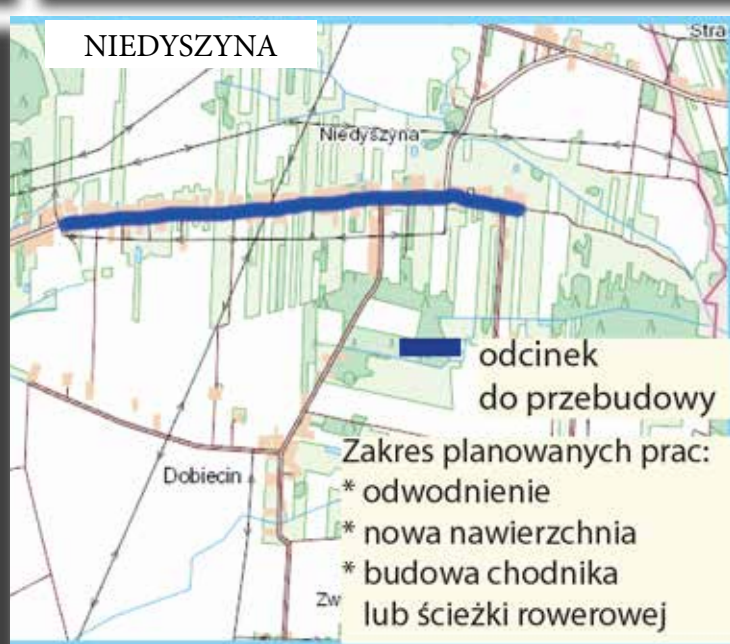 NIEDYSZYNA
Stra
Niedyszyna
odcinek
do przebudowy
Dobiecin
Zakres planowanych prac:
* odwodnienie
* nowa nawierzchnia
* budowa chodnika
lub ścieżki rowerowej
Zw